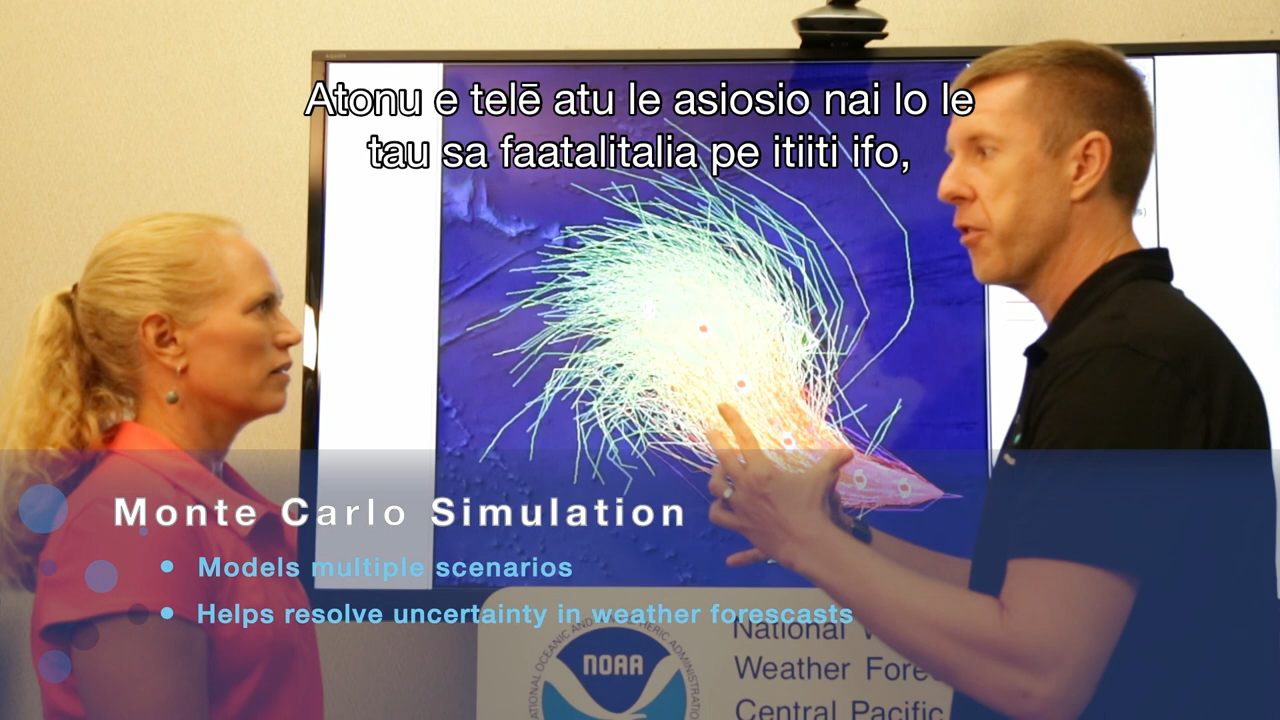 Atonu e telē atu le asiosio nai lo le
tau sa faatalitalia pe itiiti ifo,
Monte Carlo Simulation
• Models multiple scenarios
• Helps resolve uncertainty in weather forescasts
NOAA
National
Weather
Central Pacific